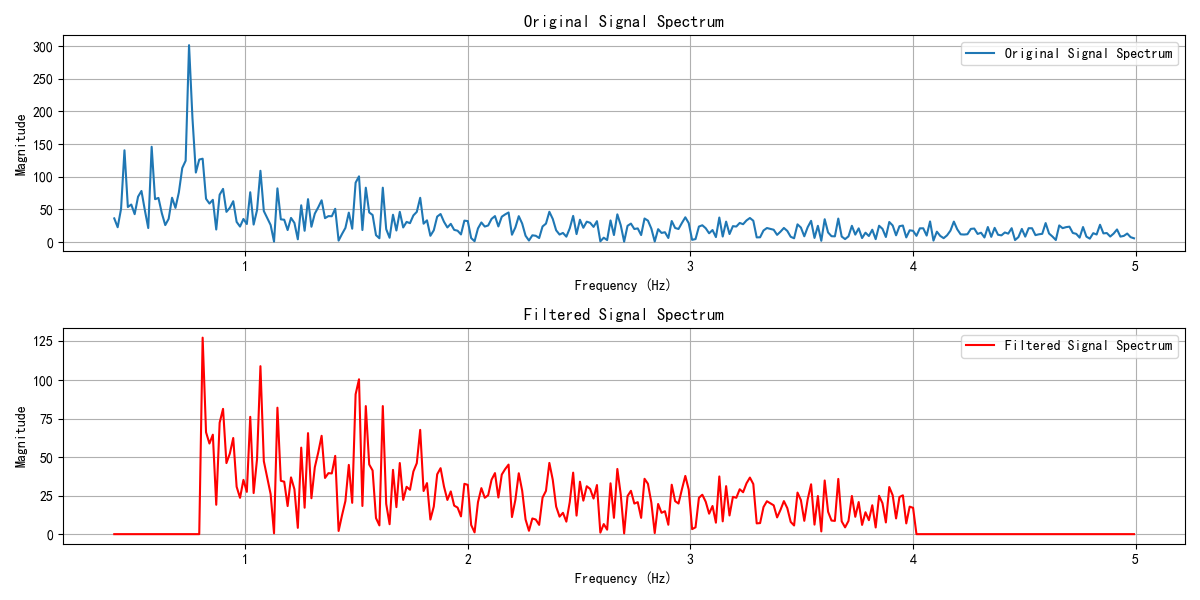 Original Signal Spectrum
Original Signal Spectrum
Magnitude
300
250
200
150
100
50
0
1 2 3 4 5
Frequency (Hz)
Filtered Signal Spectrum
Filtered Signal Spectrum
Magnitude
125
100
75
50
25
0
1 2 3 4 5
Frequency (Hz)